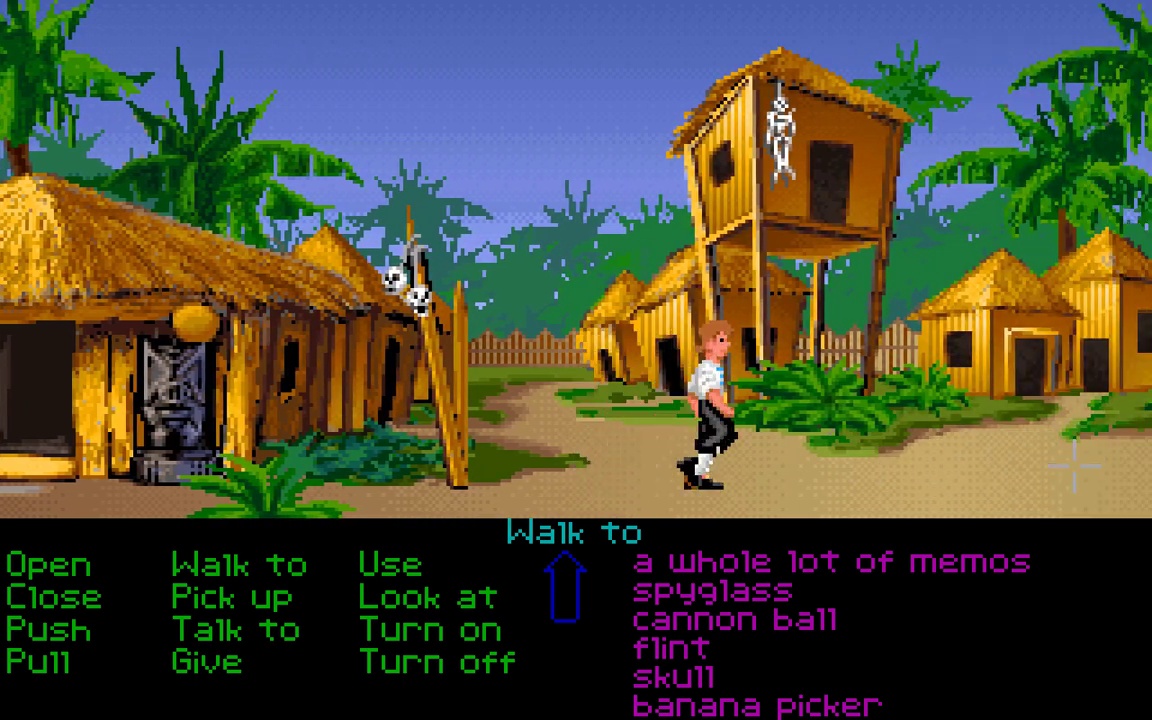 Walk to
Open Walk to Use
Close Pick up Look at
Push Talk to Turn on
Pull Give Turn off
a whole lot of memos
spyglass
cannon ball
flint
skull
banana picker